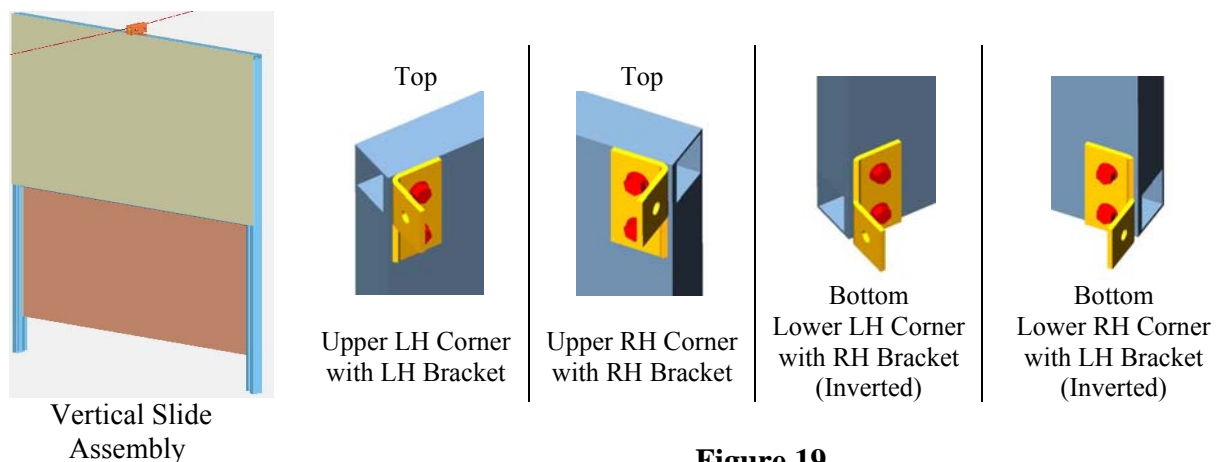 Vertical Slide
Assembly
Top
Upper LH Corner
with LH Bracket
Top
Upper RH Corner
with RH Bracket
Bottom
Lower LH Corner
with RH Bracket
(Inverted)
Bottom
Lower RH Corner
with LH Bracket
(Inverted)
Figure 19